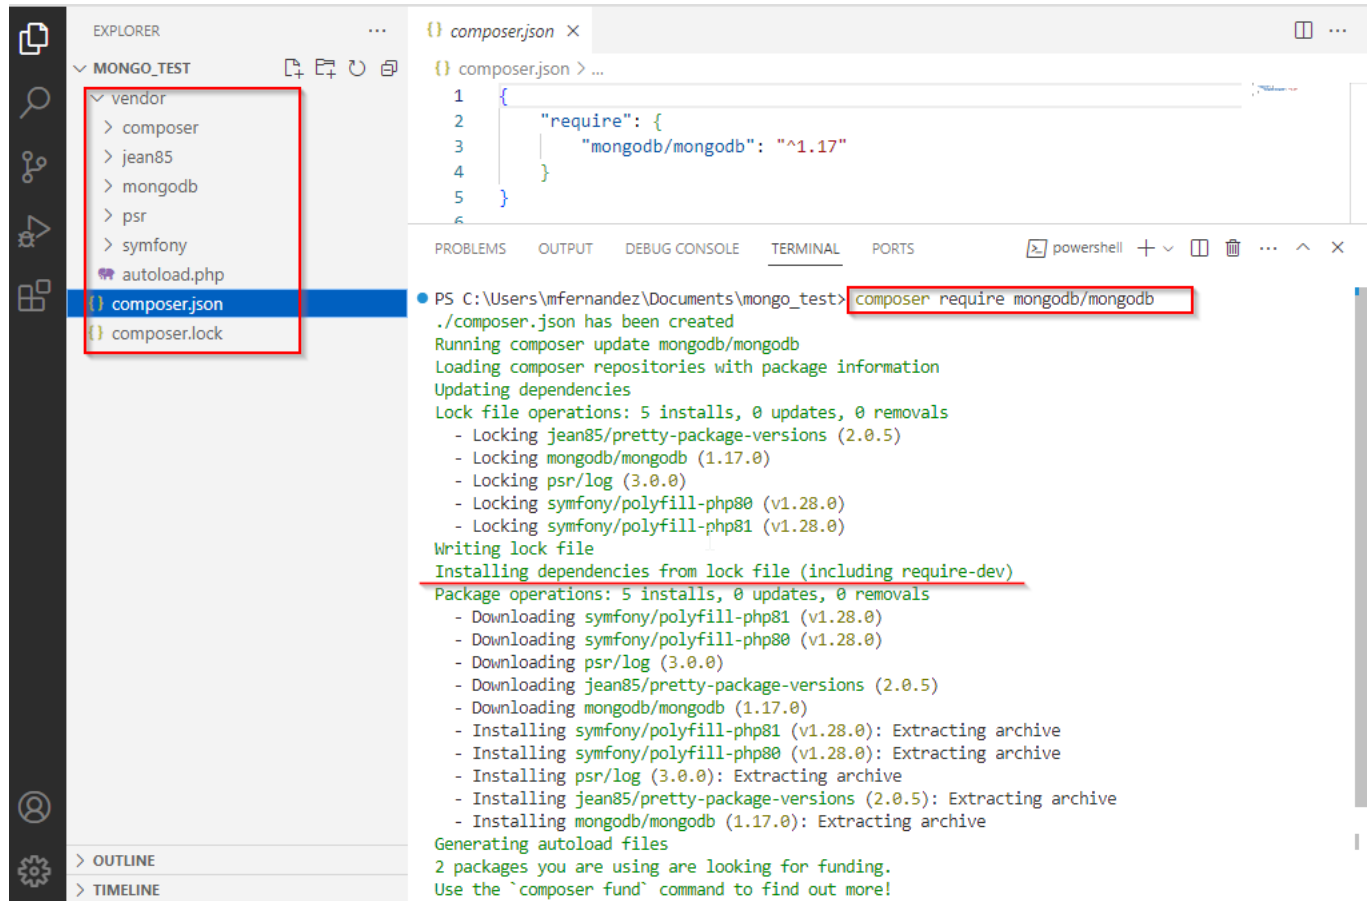 EXPLORER
MONGO_TEST
vendor
composer
jean85
mongodb
psr
symfony
autoload.php
{} composer.json
{} composer.lock
OUTLINE
TIMELINE
{} composer.json
{} composer.json > ...
1 {
2 "require": {
3 "mongodb/mongodb": "^1.17"
4 }
5 }
6
PROBLEMS OUTPUT DEBUG CONSOLE TERMINAL PORTS powershell
PS C:\Users\mfernandez\Documents\mongo_test> composer require mongodb/mongodb
./composer.json has been created
Running composer update mongodb/mongodb
Loading composer repositories with package information
Updating dependencies
Lock file operations: 5 installs, 0 updates, 0 removals
- Locking jean85/pretty-package-versions (2.0.5)
- Locking mongodb/mongodb (1.17.0)
- Locking psr/log (3.0.0)
- Locking symfony/polyfill-php80 (v1.28.0)
- Locking symfony/polyfill-php81 (v1.28.0)
Writing lock file
Installing dependencies from lock file (including require-dev)
Package operations: 5 installs, 0 updates, 0 removals
- Downloading symfony/polyfill-php81 (v1.28.0)
- Downloading symfony/polyfill-php80 (v1.28.0)
- Downloading psr/log (3.0.0)
- Downloading jean85/pretty-package-versions (2.0.5)
- Downloading mongodb/mongodb (1.17.0)
- Installing symfony/polyfill-php81 (v1.28.0): Extracting archive
- Installing symfony/polyfill-php80 (v1.28.0): Extracting archive
- Installing psr/log (3.0.0): Extracting archive
- Installing jean85/pretty-package-versions (2.0.5): Extracting archive
- Installing mongodb/mongodb (1.17.0): Extracting archive
Generating autoload files
2 packages you are using are looking for funding.
Use the `composer fund` command to find out more!